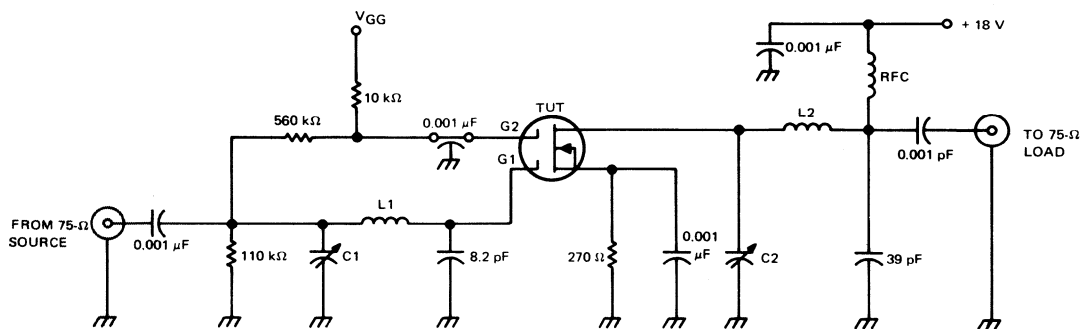 VGG
+ 18 V
0.001 µF
RFC
10 kΩ
TUT
560 kΩ
0.001 µF
G2
L2
G1
0.001 pF
TO 75-Ω
LOAD
L1
FROM 75-Ω
SOURCE
0.001 µF
110 kΩ
C1
8.2 pF
270 Ω
0.001
µF
C2
39 pF